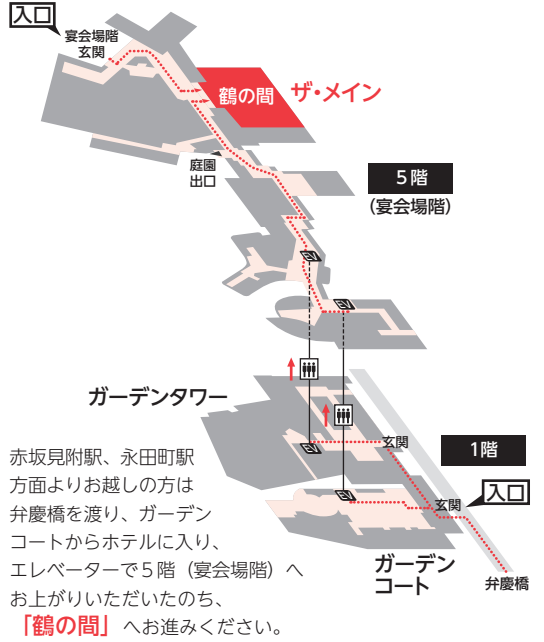 入口
宴会場階
玄関
鶴の間
ザ・メイン
庭園
出口
5階
(宴会場階)
ガーデンタワー
玄関
1階
玄関
入口
ガーデン
コート
弁慶橋
赤坂見附駅、永田町駅
方面よりお越しの方は
弁慶橋を渡り、ガーデン
コートからホテルに入り、
エレベーターで5階(宴会場階)へ
お上がりいただいたのち、
「鶴の間」へお進みください。